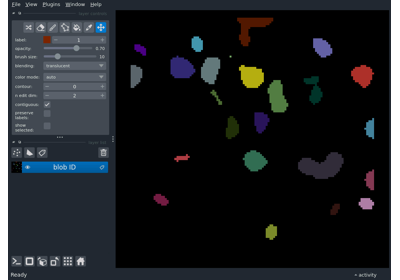 File View Plugins Window Help
label: 1
opacity: 0.70
brush size: 10
blending: translucent
color mode: auto
contour: 0
n edit dim: 2
contiguous:
preserve labels:
show selected:
blob ID
Ready
activity